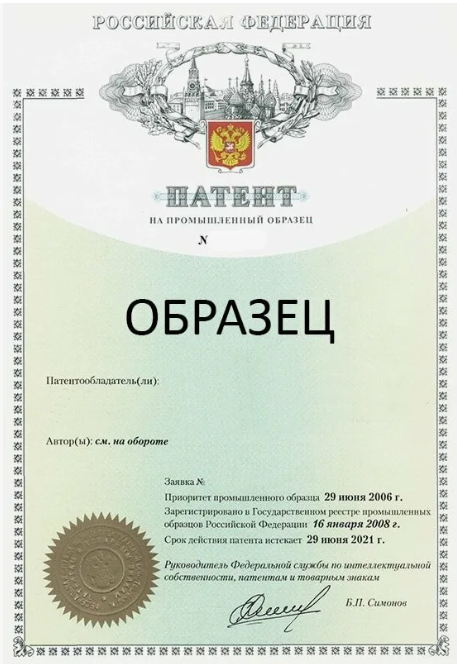 РОССИЙСКАЯ ФЕДЕРАЦИЯ
ПАТЕНТ
НА ПРОМЫШЛЕННЫЙ ОБРАЗЕЦ
N
ОБРАЗЕЦ
Патентообладатель(ли):
Автор(ы): см. на обороте
Заявка №
Приоритет промышленного образца 29 июня 2006 г.
Зарегистрировано в Государственном реестре промышленных
образцов Российской Федерации 16 января 2008 г.
Срок действия патента истекает 29 июня 2021 г.
Руководитель Федеральной службы по интеллектуальной
собственности, патентам и товарным знакам
Б.П. Симонов